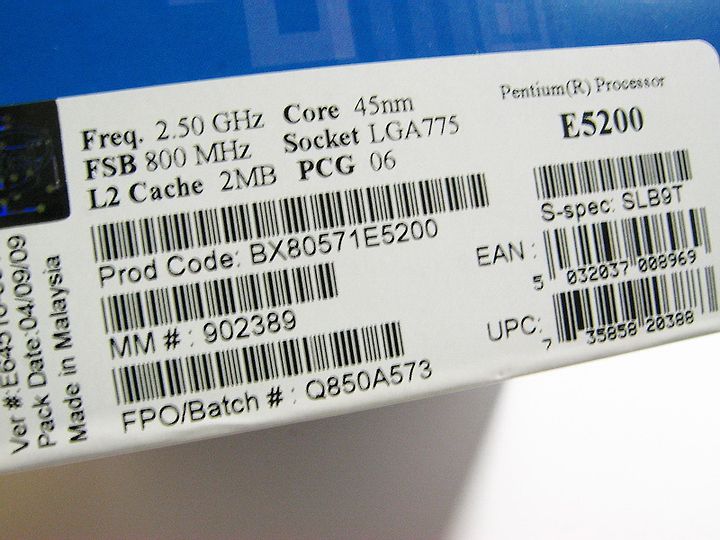 Freq. 2.50 GHz Core 45nm
FSB 800 MHz Socket LGA775
L2 Cache 2MB PCG 06
Prod Code: BX80571E5200
MM # : 902389
FPO/Batch # : Q850A573
Pentium(R) Processor
E5200
S-spec: SLB9T
EAN :
5 032037 008969
UPC:
7 35858 20388
Ver #:
Pack Date:04/09/09
Made In Malaysia